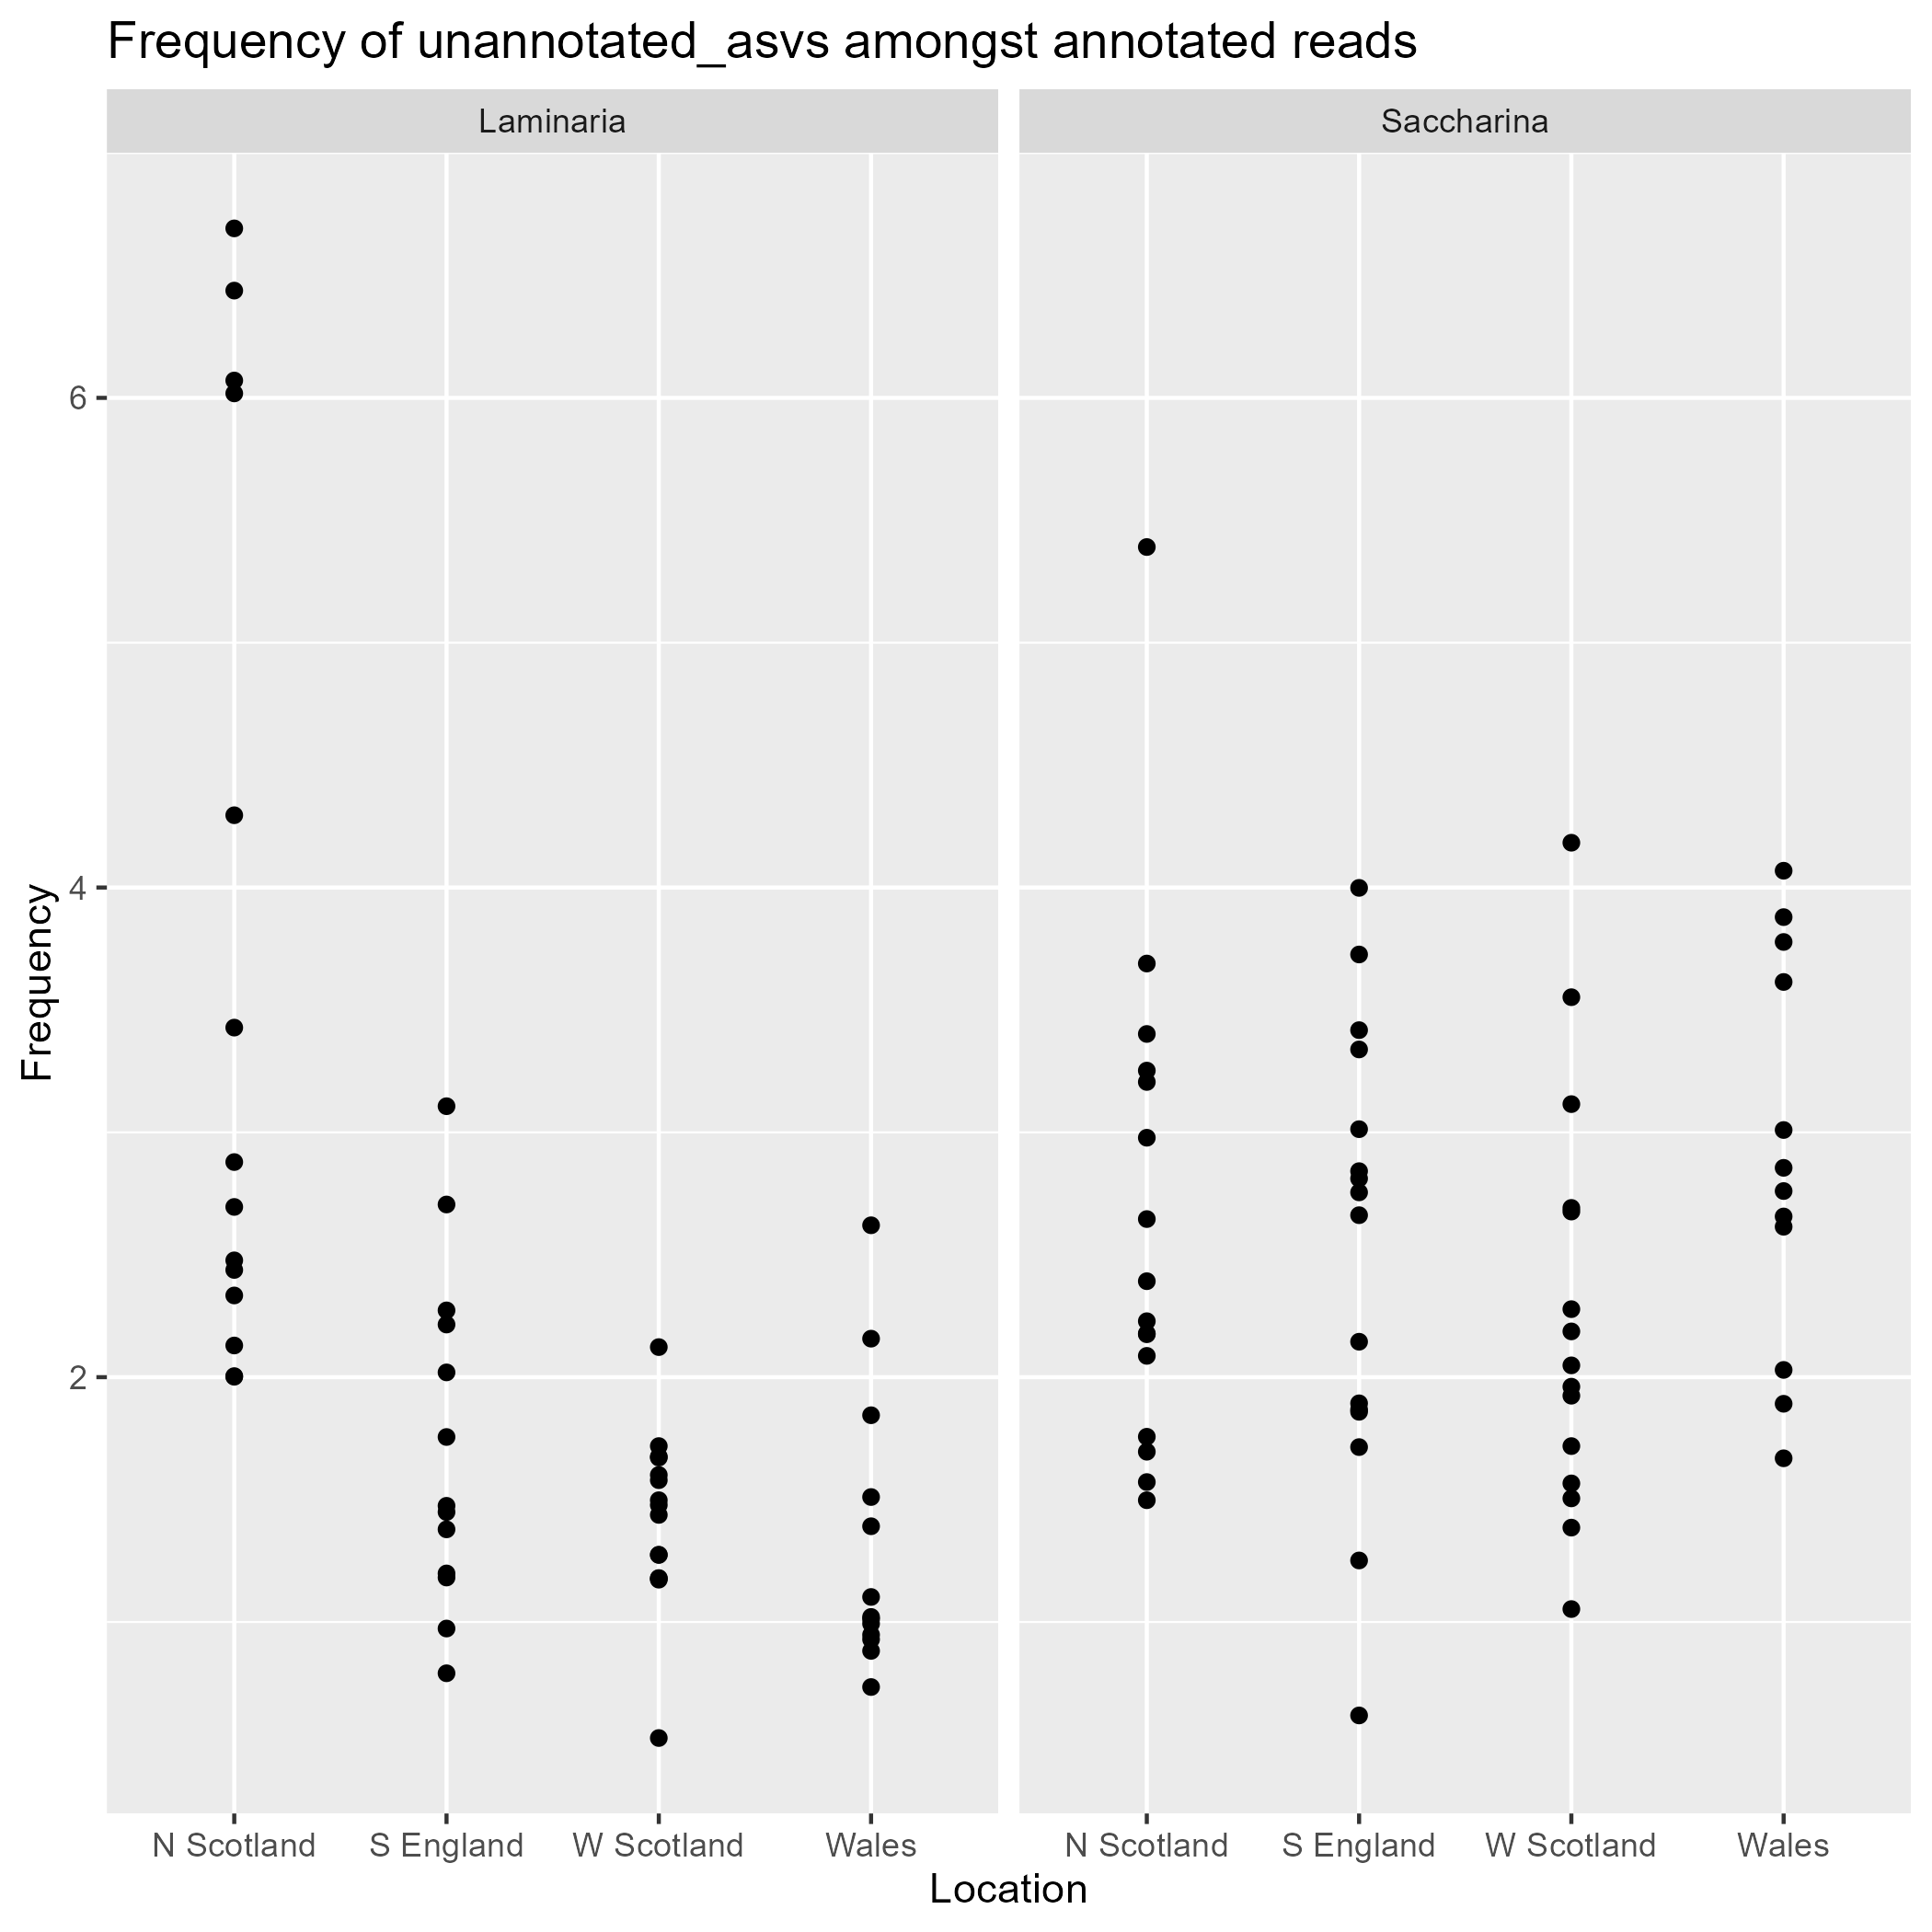 Frequency of unannotated_asvs amongst annotated reads
Laminaria Saccharina
6
4
2
Frequency
N Scotland S England W Scotland Wales N Scotland S England W Scotland Wales
Location